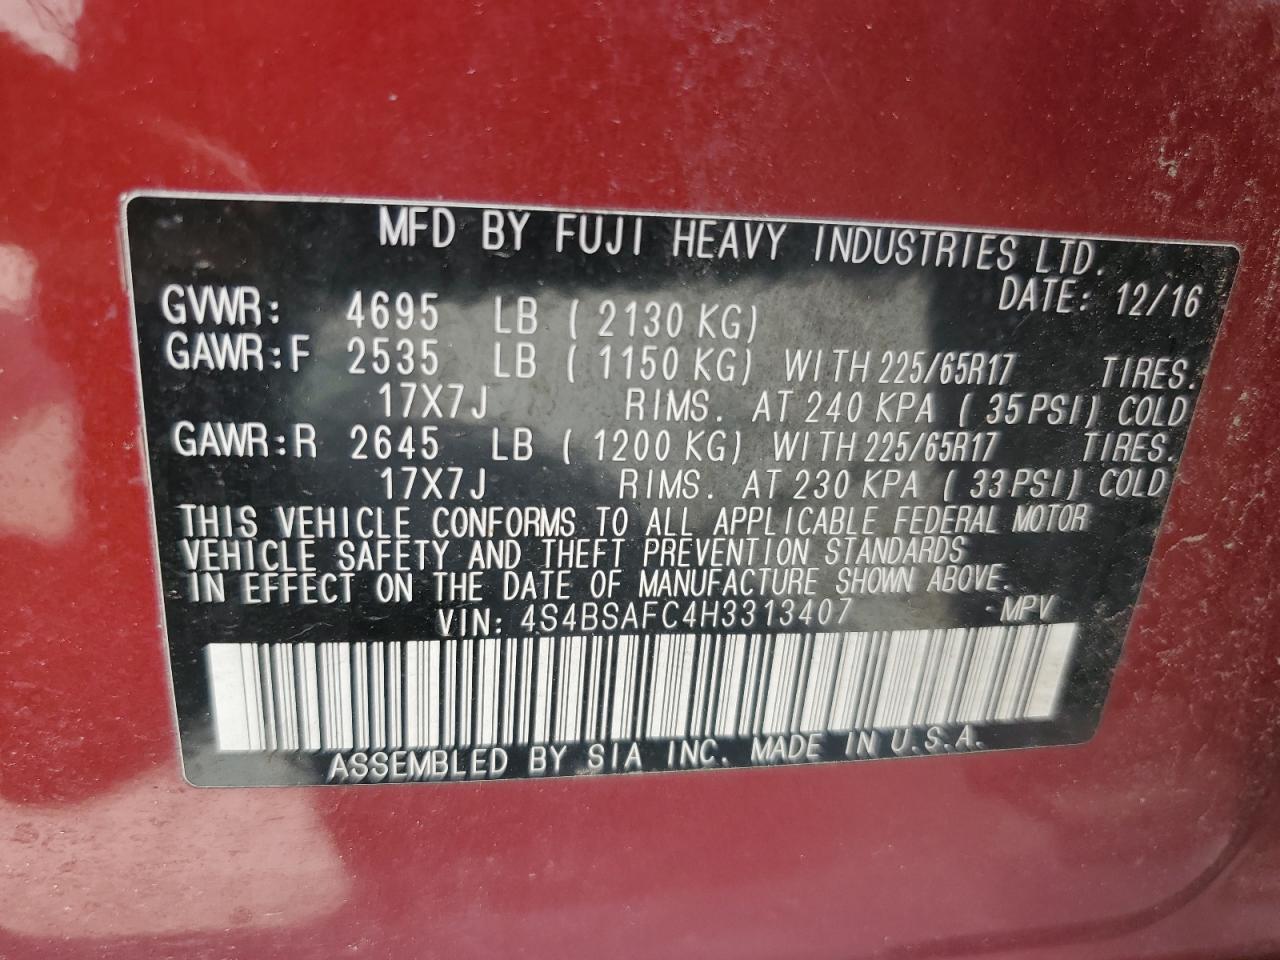 MFD BY FUJI HEAVY INDUSTRIES LTD.
DATE: 12/16
GVWR: 4695 LB ( 2130 KG)
GAWR:F 2535 LB ( 1150 KG) WITH 225/65R17 TIRES.
17X7J RIMS. AT 240 KPA ( 35 PSI) COLD
GAWR:R 2645 LB ( 1200 KG) WITH 225/65R17 TIRES.
17X7J RIMS. AT 230 KPA ( 33 PSI) COLD
THIS VEHICLE CONFORMS TO ALL APPLICABLE FEDERAL MOTOR
VEHICLE SAFETY AND THEFT PREVENTION STANDARDS
IN EFFECT ON THE DATE OF MANUFACTURE SHOWN ABOVE.
VIN: 4S4BSAFC4H3313407 MPV
ASSEMBLED BY SIA INC. MADE IN U.S.A.